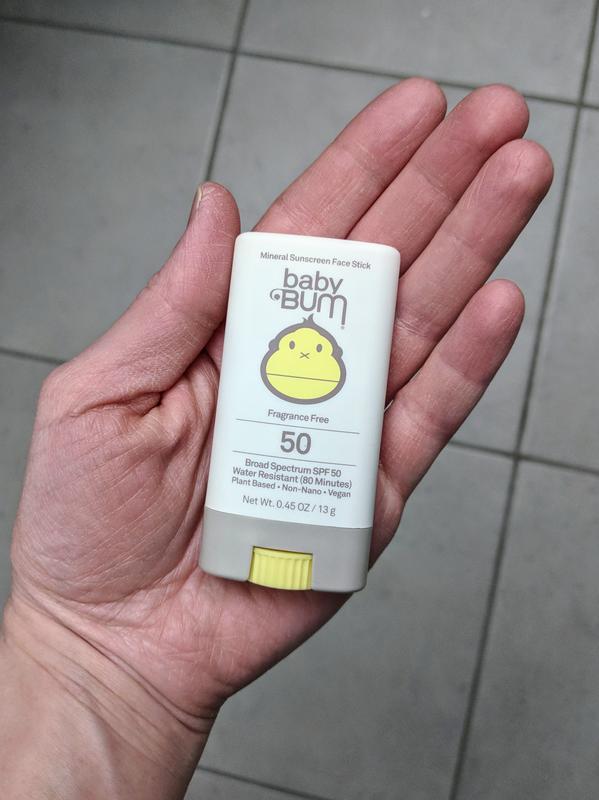 Mineral Sunscreen Face Stick
baby
BUM®
Fragrance Free
50
Broad Spectrum SPF 50
Water Resistant (80 Minutes)
Plant Based • Non-Nano • Vegan
Net Wt. 0.45 OZ / 13 g